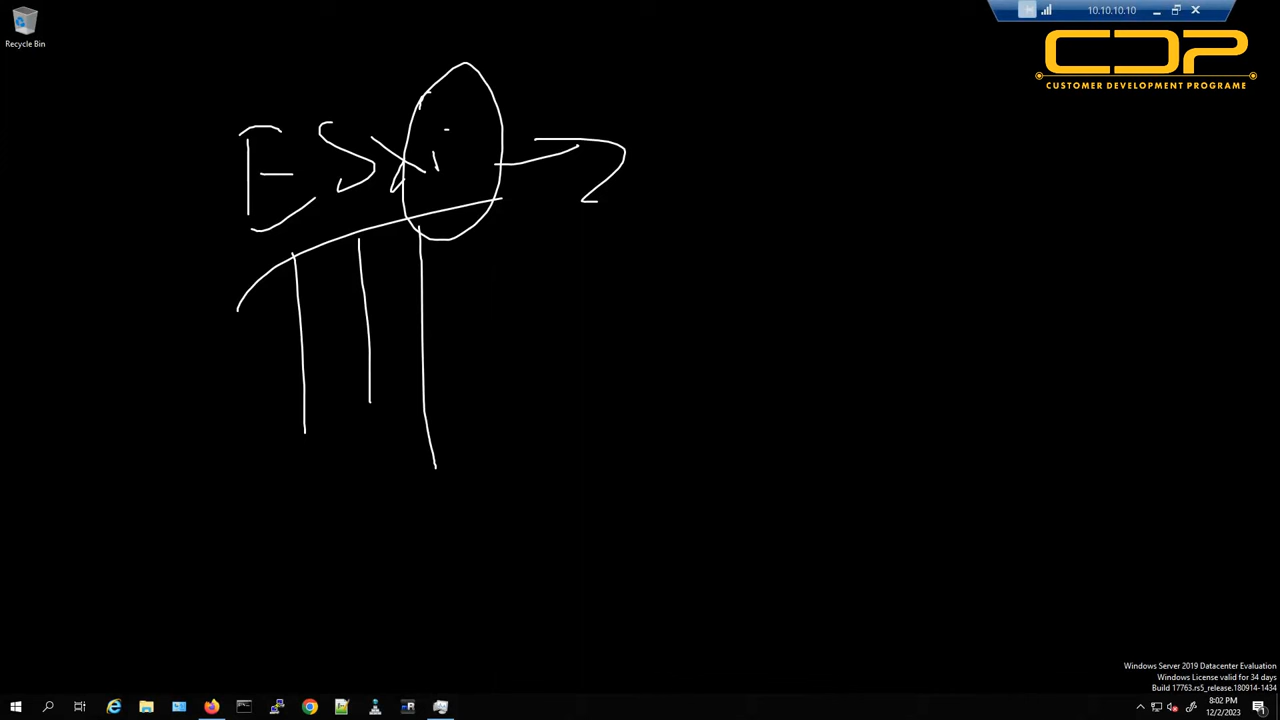 10.10.10.10
Recycle Bin
CDP
CUSTOMER DEVELOPMENT PROGRAME
ESXi
Windows Server 2019 Datacenter Evaluation
Windows License valid for 34 days
Build 17763.rs5_release.180914-1434
8:02 PM
12/2/2023